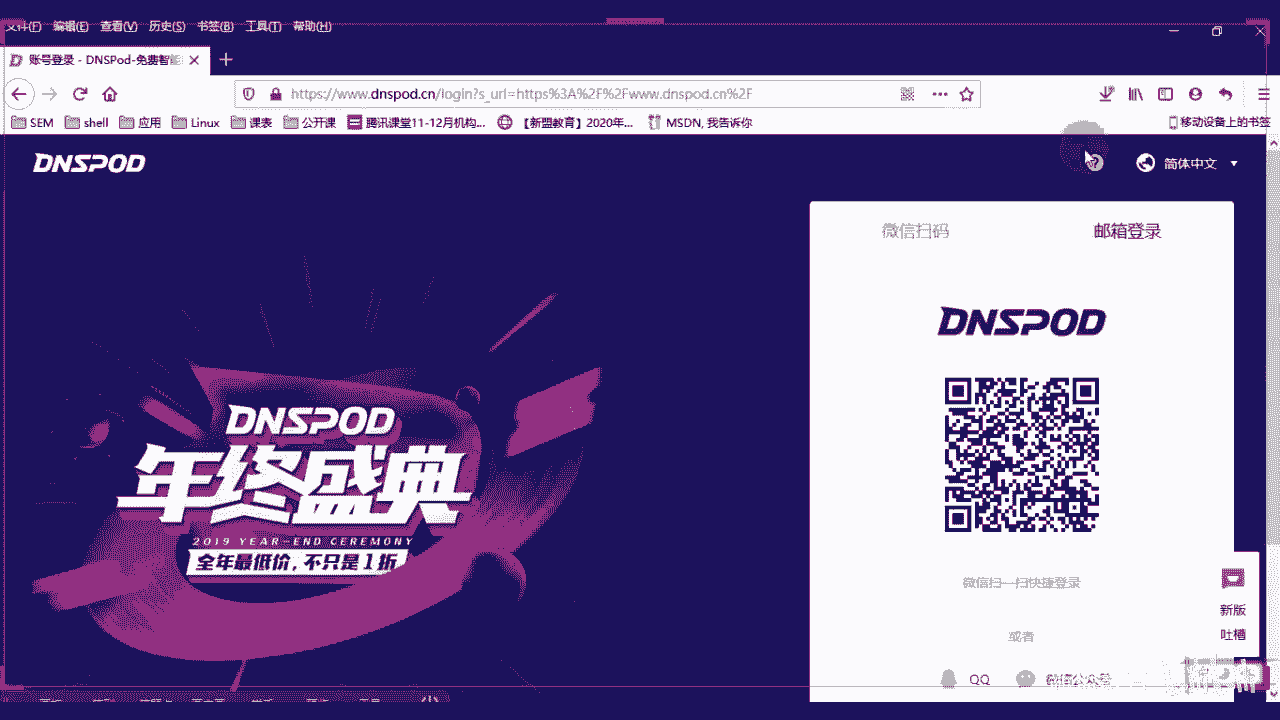 文件(F) 编辑(E) 查看(V) 历史(S) 书签(B) 工具(T) 帮助(H)
账号登录 - DNSPod-免费智能
https://www.dnspod.cn/login?s_url=https%3A%2F%2Fwww.dnspod.cn%2F
SEM shell 应用 Linux 课表 公开课 腾讯课堂11-12月机构... 【新盟教育】2020年... MSDN, 我告诉你 移动设备上的书签
DNSPOD
简体中文
微信扫码 邮箱登录
DNSPOD
DNSPOD
年终盛典
2019 YEAR-END CEREMONY
全年最低价，不只是1折
微信扫一扫快捷登录
或者
QQ 微信公众号
新版
吐槽